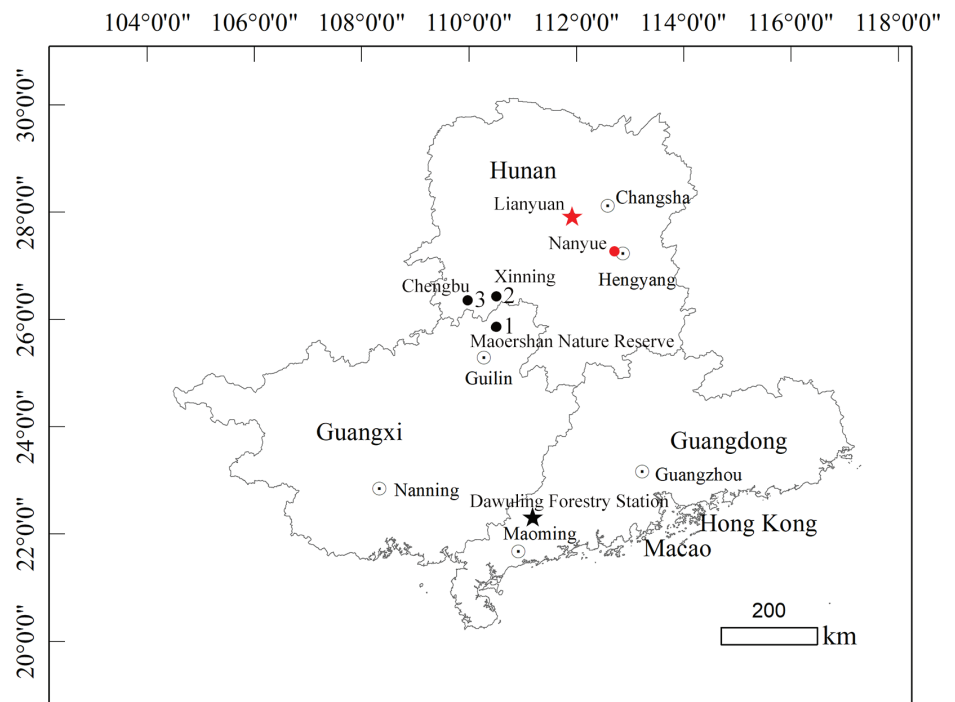 104°0'0"
106°0'0"
108°0'0"
110°0'0"
112°0'0"
114°0'0"
116°0'0"
118°0'0"
30°0'0"
28°0'0"
26°0'0"
24°0'0"
22°0'0"
20°0'0"
Hunan
Changsha
Lianyuan
Nanyue
Hengyang
Xinning
Chengbu
3
2
1
Maoershan Nature Reserve
Guilin
Guangxi
Guangdong
Guangzhou
Nanning
Dawuling Forestry Station
Hong Kong
Maoming
Macao
200
km